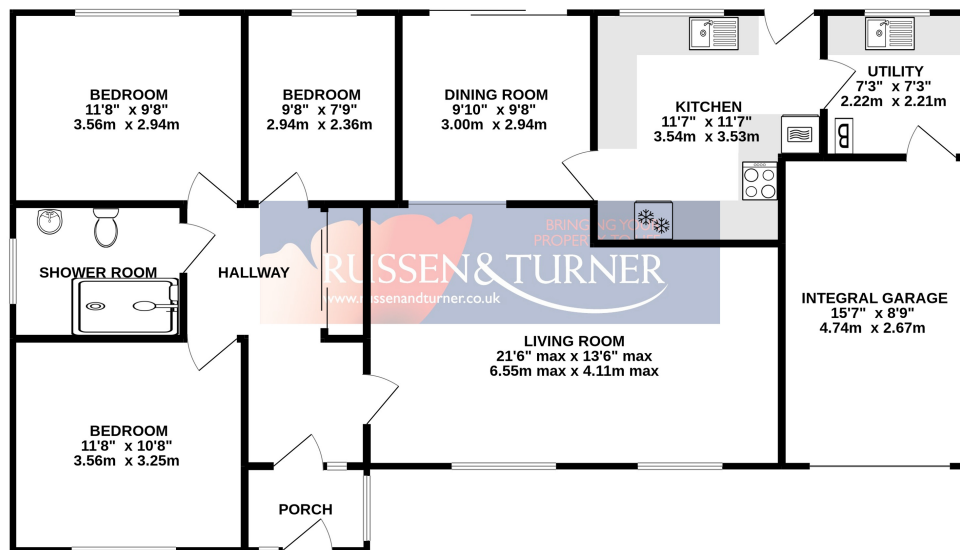 BEDROOM
11'8" x 9'8"
3.56m x 2.94m
BEDROOM
9'8" x 7'9"
2.94m x 2.36m
DINING ROOM
9'10" x 9'8"
3.00m x 2.94m
KITCHEN
11'7" x 11'7"
3.54m x 3.53m
UTILITY
7'3" x 7'3"
2.22m x 2.21m
B
SHOWER ROOM
HALLWAY
BRINGING YOU
PROPERTY
RUSSEN & TURNER
www.russenandturner.co.uk
INTEGRAL GARAGE
15'7" x 8'9"
4.74m x 2.67m
LIVING ROOM
21'6" max x 13'6" max
6.55m max x 4.11m max
BEDROOM
11'8" x 10'8"
3.56m x 3.25m
PORCH